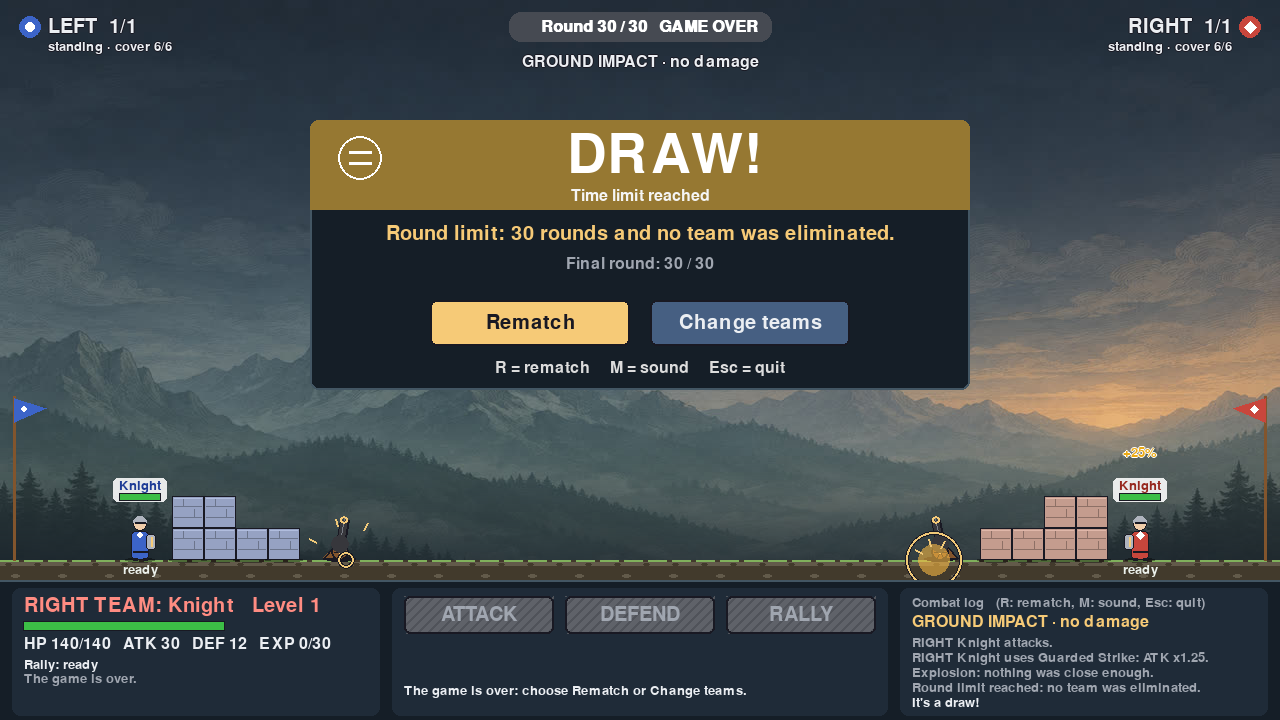 LEFT 1/1
standing · cover 6/6
Round 30 / 30 GAME OVER
GROUND IMPACT · no damage
RIGHT 1/1
standing · cover 6/6
DRAW!
Time limit reached
Round limit: 30 rounds and no team was eliminated.
Final round: 30 / 30
Rematch
Change teams
R = rematch M = sound Esc = quit
+25%
Knight
Knight
ready
ready
RIGHT TEAM: Knight Level 1
HP 140/140 ATK 30 DEF 12 EXP 0/30
Rally: ready
The game is over.
ATTACK
DEFEND
RALLY
The game is over: choose Rematch or Change teams.
Combat log (R: rematch, M: sound, Esc: quit)
GROUND IMPACT · no damage
RIGHT Knight attacks.
RIGHT Knight uses Guarded Strike: ATK x1.25.
Explosion: nothing was close enough.
Round limit reached: no team was eliminated.
It's a draw!